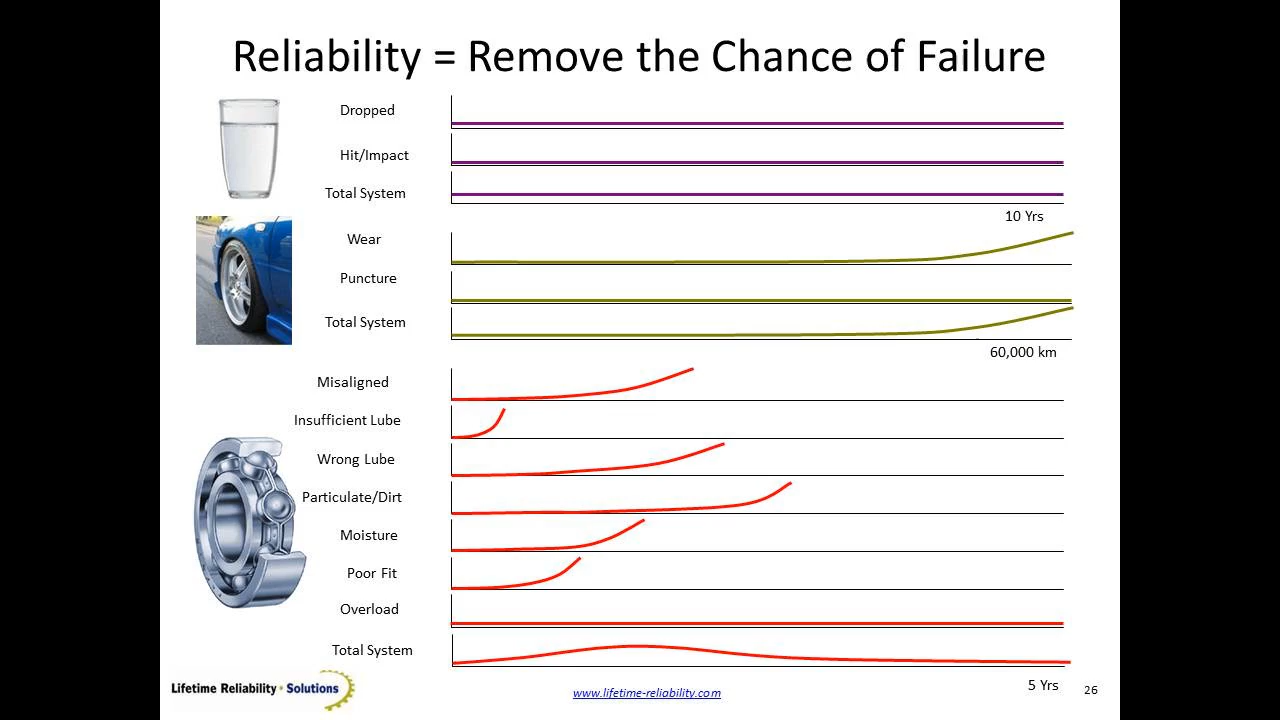 Reliability = Remove the Chance of Failure
Dropped
Hit/Impact
Total System
10 Yrs
Wear
Puncture
Total System
60,000 km
Misaligned
Insufficient Lube
Wrong Lube
Particulate/Dirt
Moisture
Poor Fit
Overload
Total System
5 Yrs
Lifetime Reliability • Solutions
www.lifetime-reliability.com
26